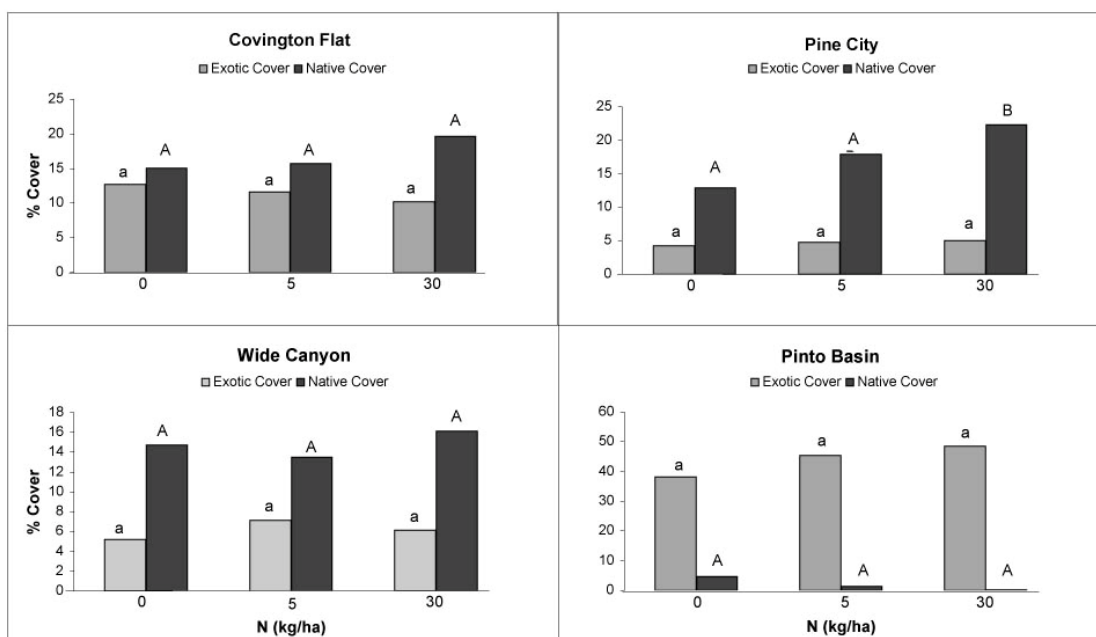 Covington Flat
Exotic Cover Native Cover
25
20
15
10
5
0
% Cover
a A
a A
a A
0 5 30
Pine City
Exotic Cover Native Cover
25
20
15
10
5
0
a A
a A
a B
0 5 30
Wide Canyon
Exotic Cover Native Cover
18
16
14
12
10
8
6
4
2
0
% Cover
a A
a A
a A
0 5 30
N (kg/ha)
Pinto Basin
Exotic Cover Native Cover
60
50
40
30
20
10
0
a A
a A
a A
0 5 30
N (kg/ha)